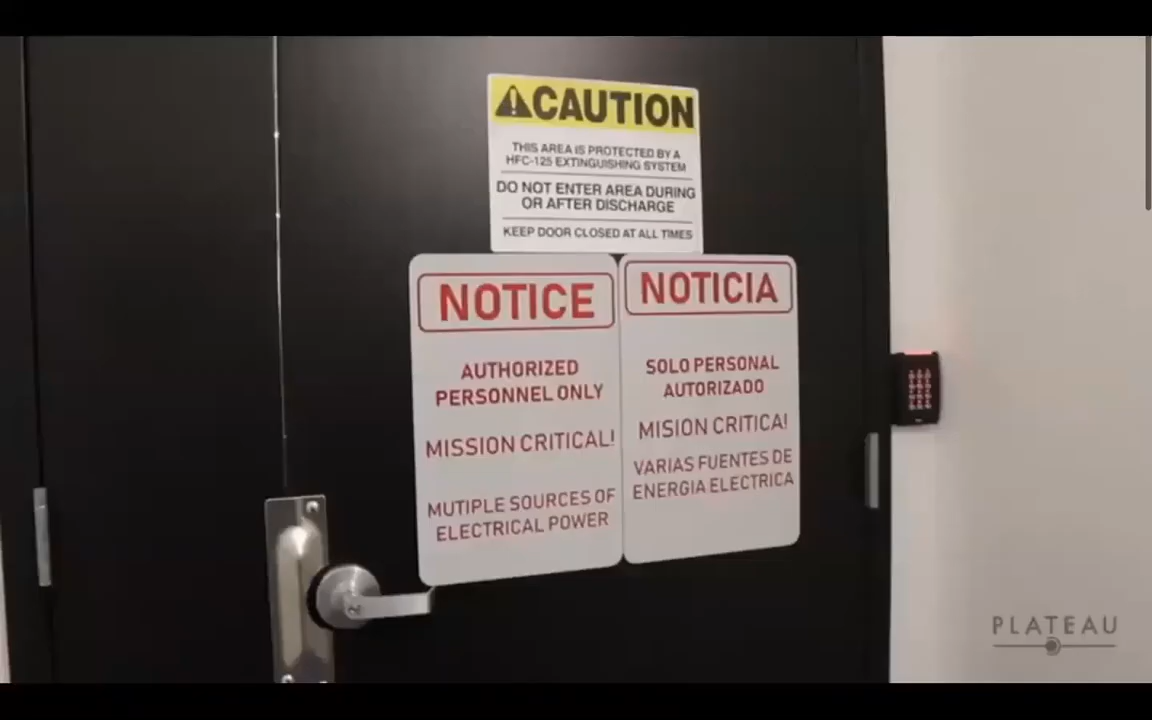 CAUTION
THIS AREA IS PROTECTED BY A
HFC-125 EXTINGUISHING SYSTEM
DO NOT ENTER AREA DURING
OR AFTER DISCHARGE
KEEP DOOR CLOSED AT ALL TIMES
NOTICE
AUTHORIZED
PERSONNEL ONLY
MISSION CRITICAL!
MUTIPLE SOURCES OF
ELECTRICAL POWER
NOTICIA
SOLO PERSONAL
AUTORIZADO
MISION CRITICA!
VARIAS FUENTES DE
ENERGIA ELECTRICA
PLATEAU